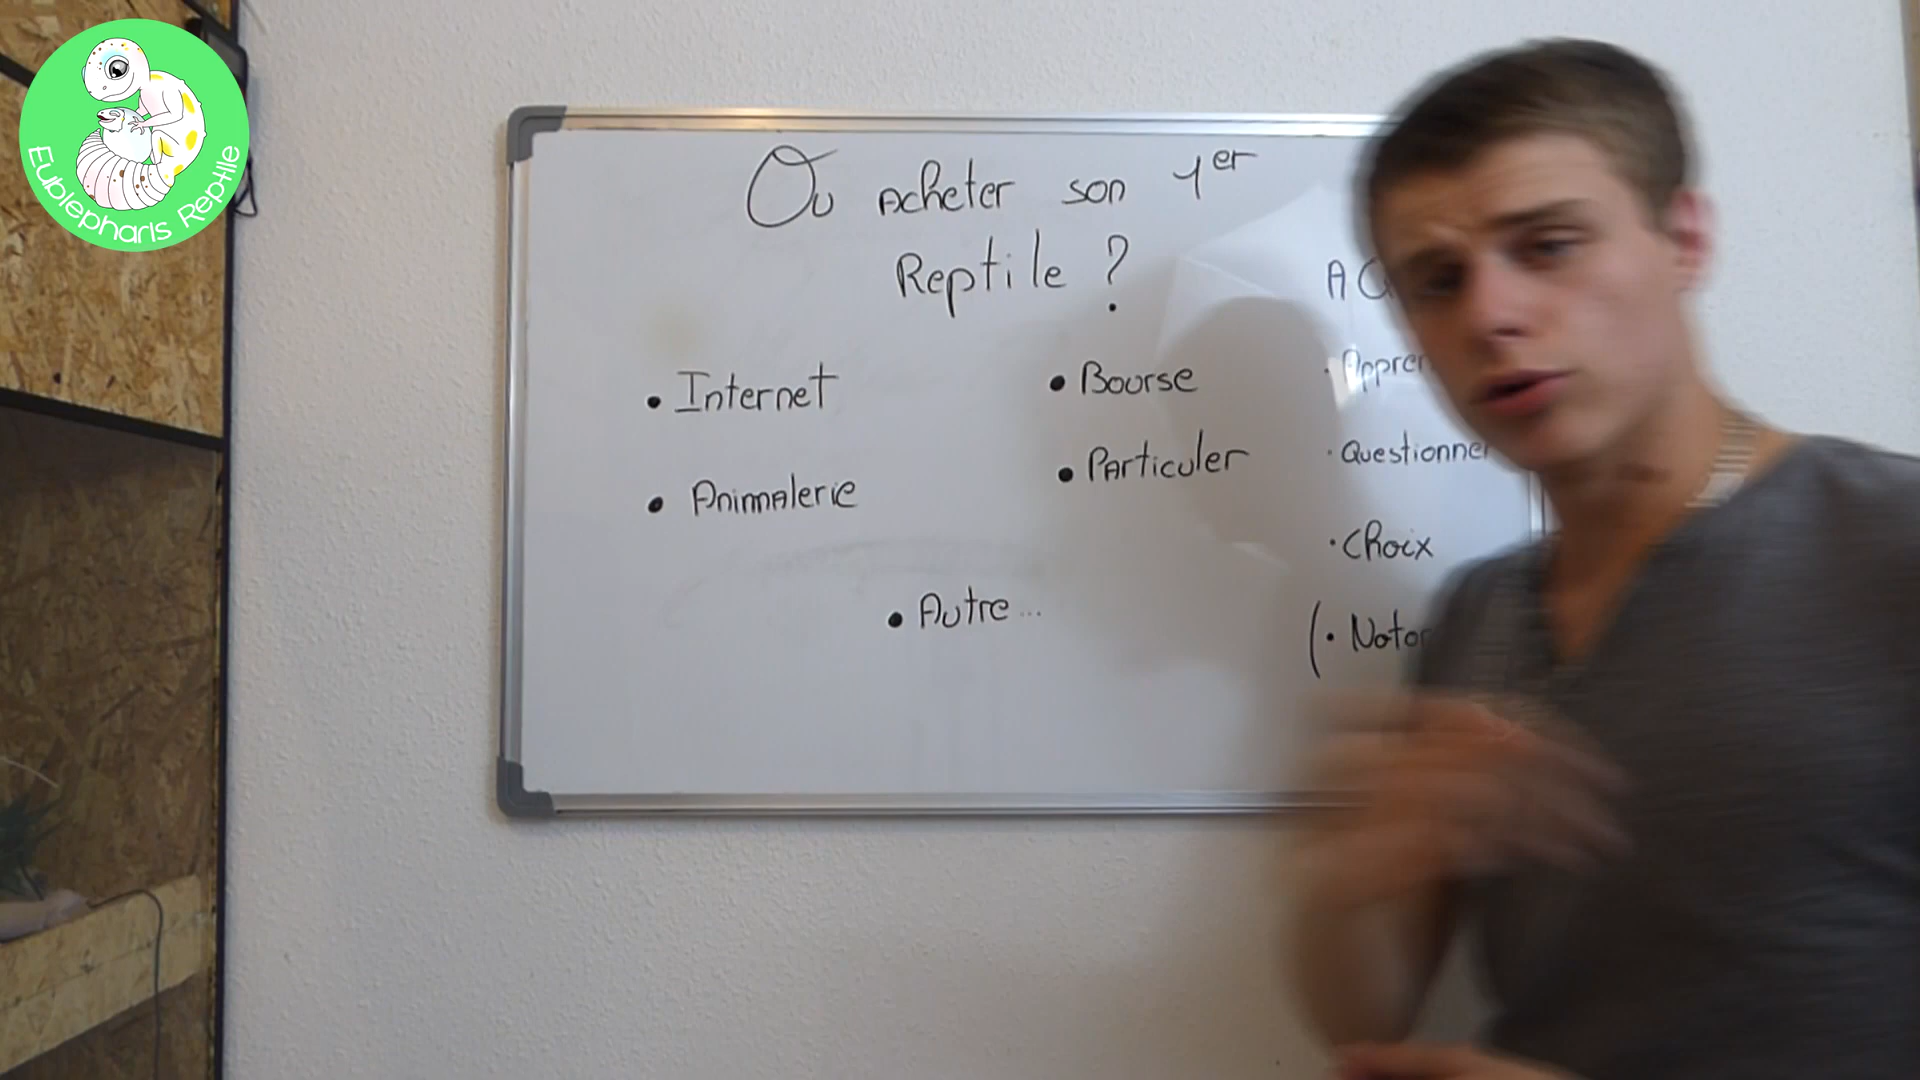 Eublepharis Reptile
Ou acheter son 1er
Reptile ?
• Internet
• Animalerie
• Bourse
• Particuler
• Autre ...
· Questionner
· Choix